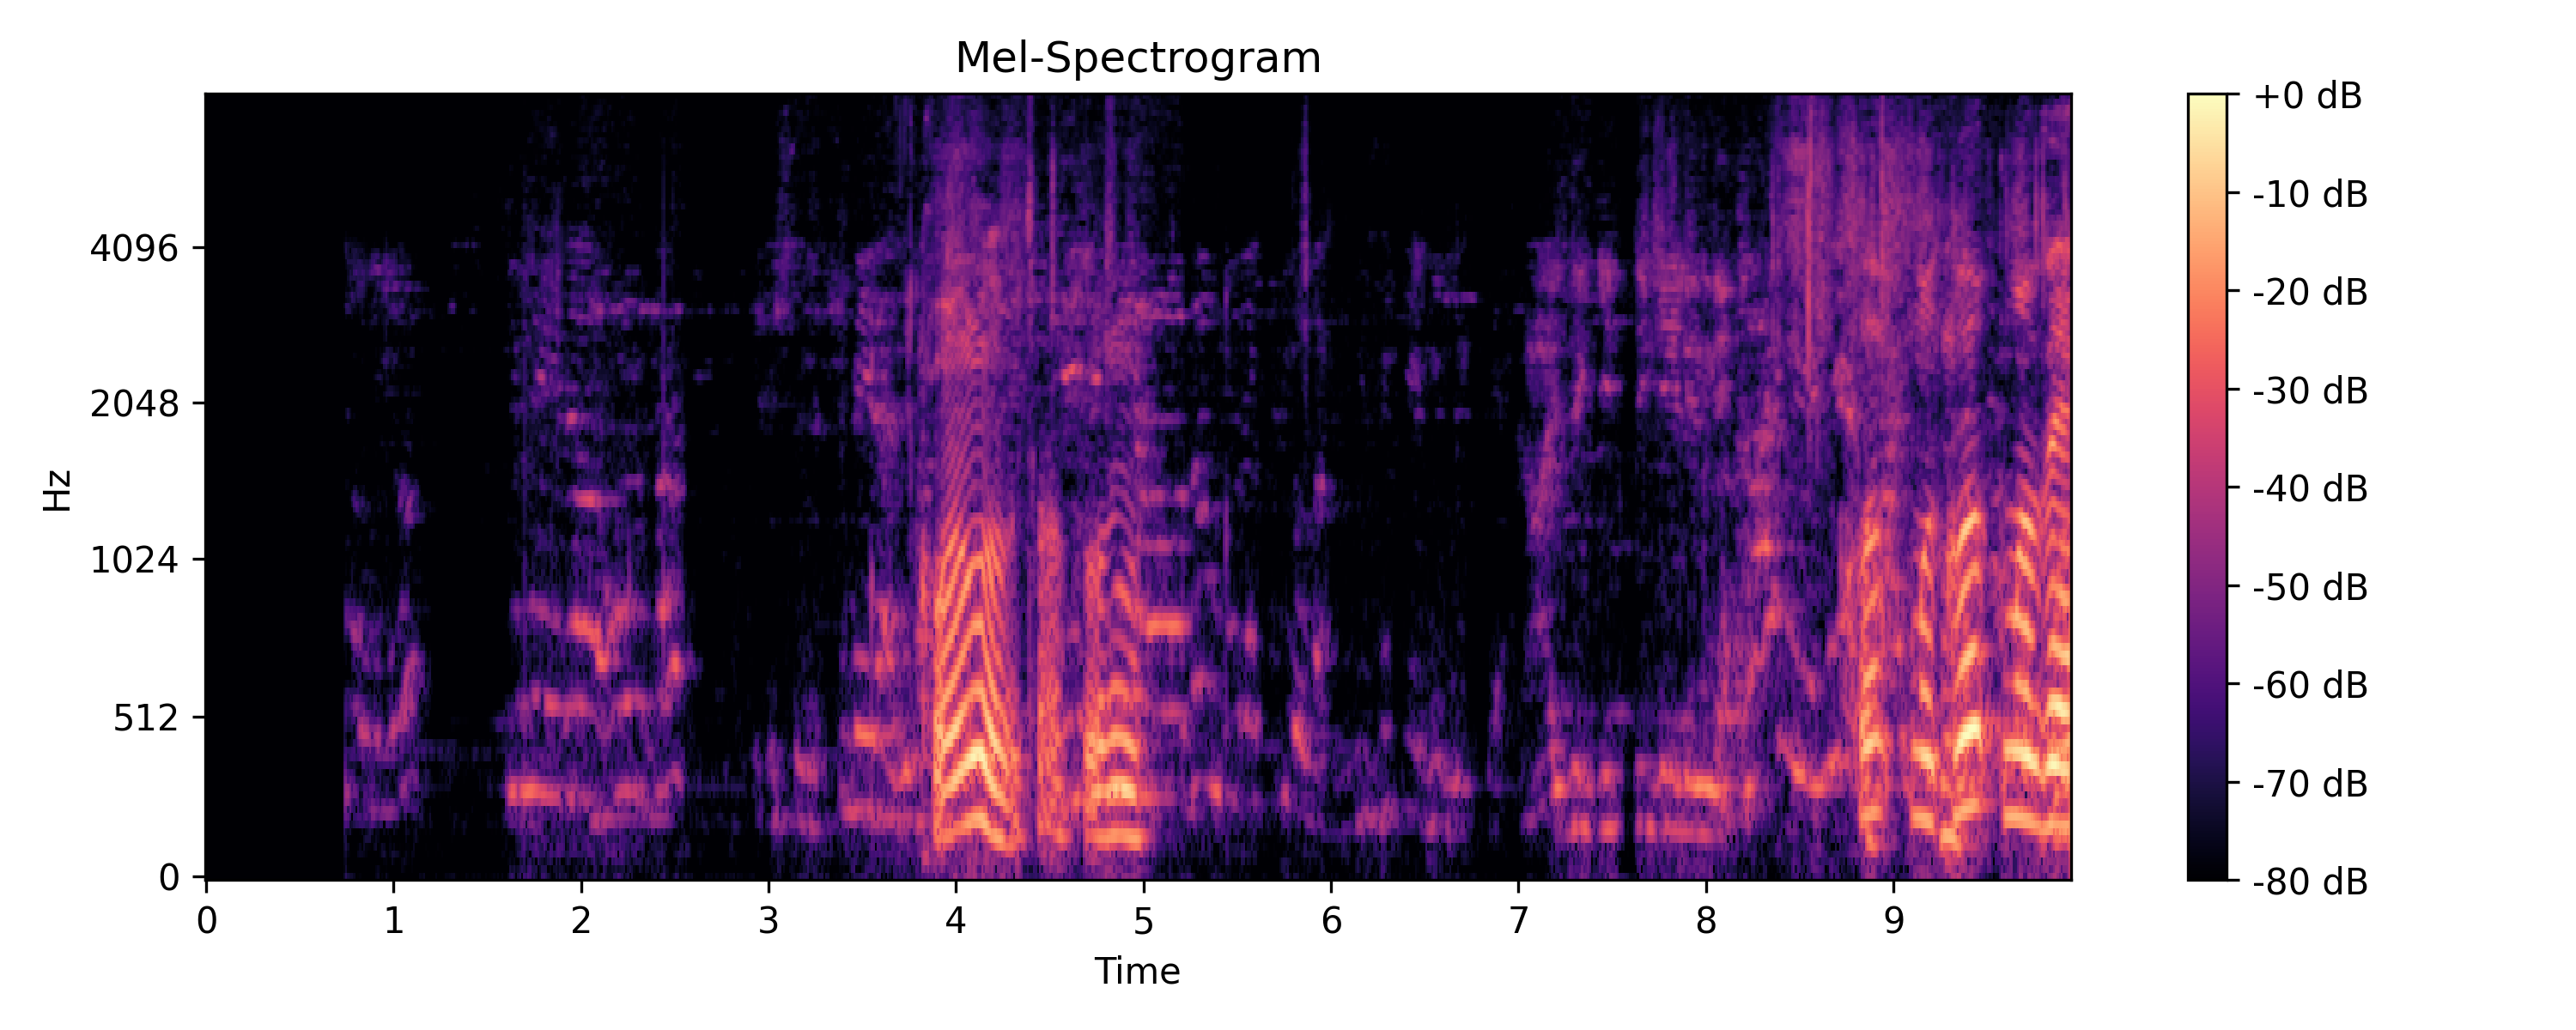 Mel-Spectrogram
Hz
4096
2048
1024
512
0
0 1 2 3 4 5 6 7 8 9
Time
+0 dB
-10 dB
-20 dB
-30 dB
-40 dB
-50 dB
-60 dB
-70 dB
-80 dB